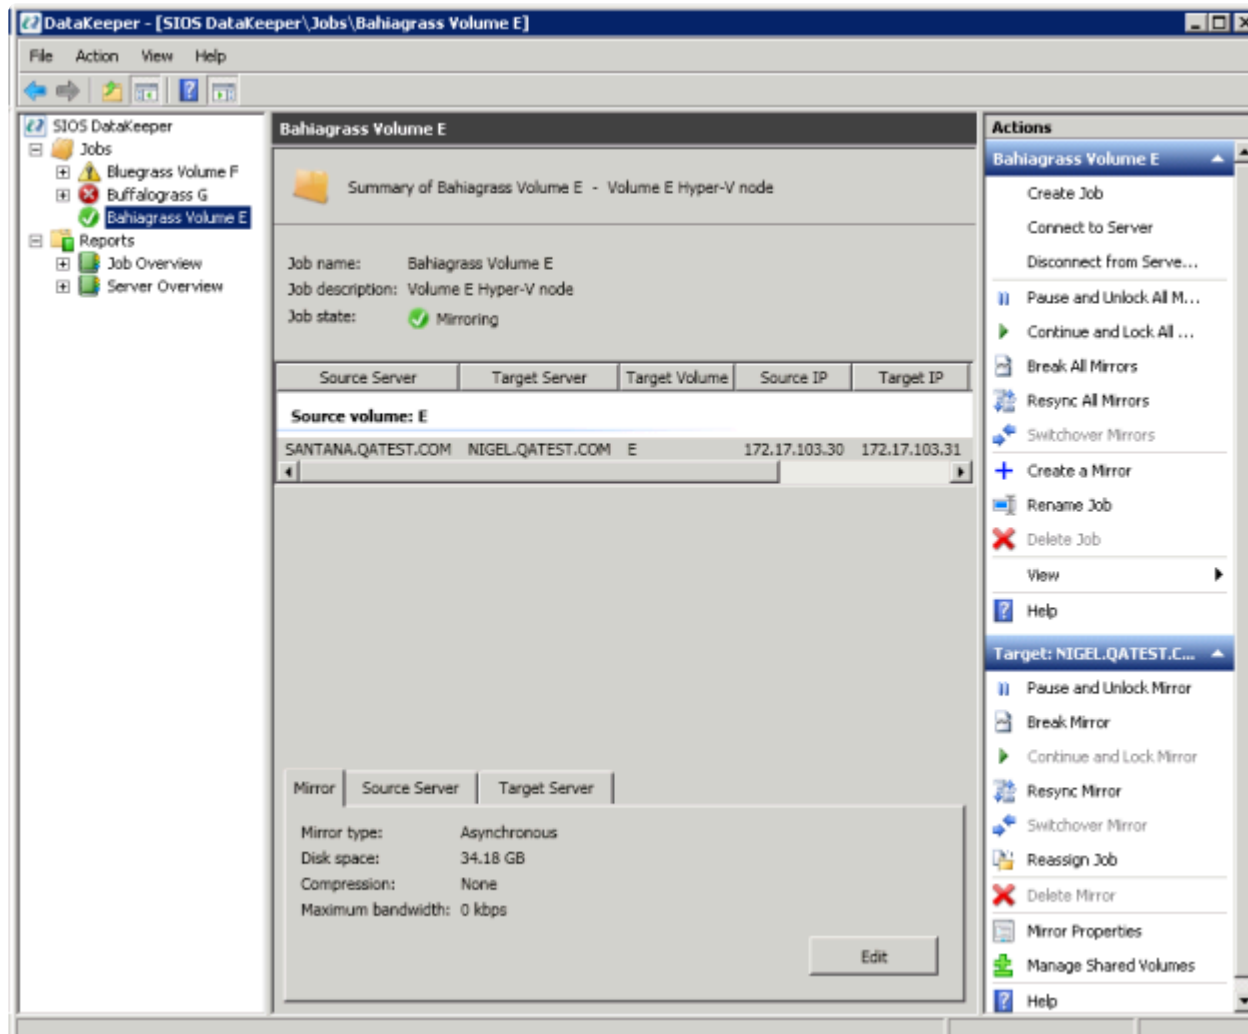 DataKeeper - [SIOS DataKeeper\Jobs\Bahiagrass Volume E]
File Action View Help
SIOS DataKeeper
Jobs
Bluegrass Volume F
Buffalograss G
Bahiagrass Volume E
Reports
Job Overview
Server Overview
Bahiagrass Volume E
Summary of Bahiagrass Volume E - Volume E Hyper-V node
Job name: Bahiagrass Volume E
Job description: Volume E Hyper-V node
Job state: Mirroring
Source Server Target Server Target Volume Source IP Target IP
Source volume: E
SANTANA.QATEST.COM NIGEL.QATEST.COM E 172.17.103.30 172.17.103.31
Mirror Source Server Target Server
Mirror type: Asynchronous
Disk space: 34.18 GB
Compression: None
Maximum bandwidth: 0 kbps
Edit
Actions
Bahiagrass Volume E
Create Job
Connect to Server
Disconnect from Serve...
Pause and Unlock All M...
Continue and Lock All ...
Break All Mirrors
Resync All Mirrors
Switchover Mirrors
Create a Mirror
Rename Job
Delete Job
View
Help
Target: NIGEL.QATEST.C...
Pause and Unlock Mirror
Break Mirror
Continue and Lock Mirror
Resync Mirror
Switchover Mirror
Reassign Job
Delete Mirror
Mirror Properties
Manage Shared Volumes
Help